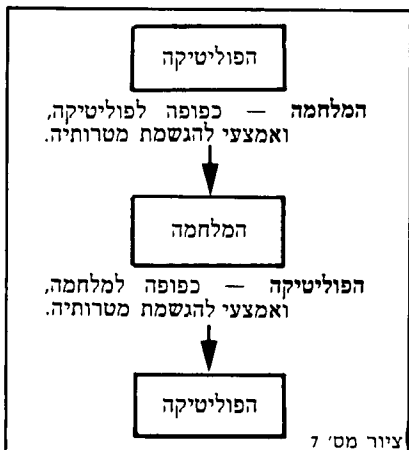 הפוליטיקה
המלחמה — כפופה לפוליטיקה,
ואמצעי להגשמת מטרותיה.
המלחמה
הפוליטיקה — כפופה למלחמה,
ואמצעי להגשמת מטרותיה.
הפוליטיקה
ציור מס׳ 7